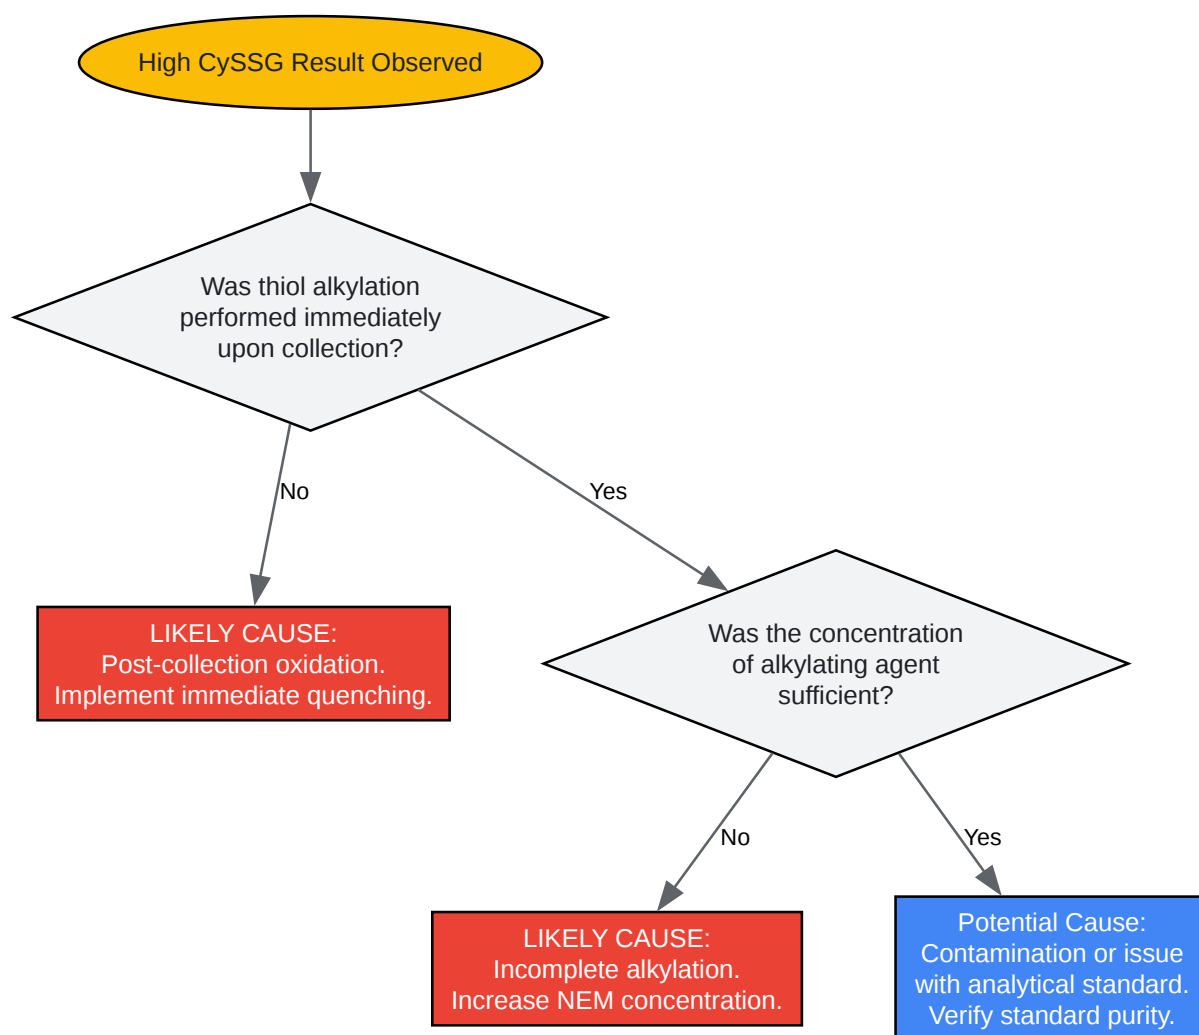 High CySSG Result Observed
Was thiol alkylation
performed immediately
upon collection?
No
Yes
LIKELY CAUSE:
Post-collection oxidation.
Implement immediate quenching.
Was the concentration
of alkylating agent
sufficient?
No
Yes
LIKELY CAUSE:
Incomplete alkylation.
Increase NEM concentration.
Potential Cause:
Contamination or issue
with analytical standard.
Verify standard purity.